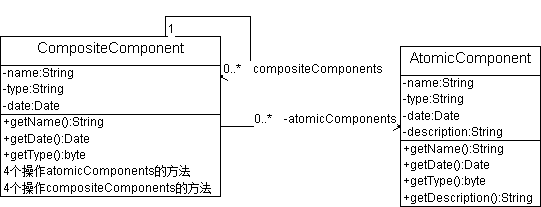 1
CompositeComponent
-name:String
-type:String
-date:Date
+getName():String
+getDate():Date
+getType():byte
4个操作atomicComponents的方法
4个操作compositeComponents的方法
0..* compositeComponents
0..* -atomicComponents
AtomicComponent
-name:String
-type:String
-date:Date
-description:String
+getName():String
+getDate():Date
+getType():byte
+getDescription():String